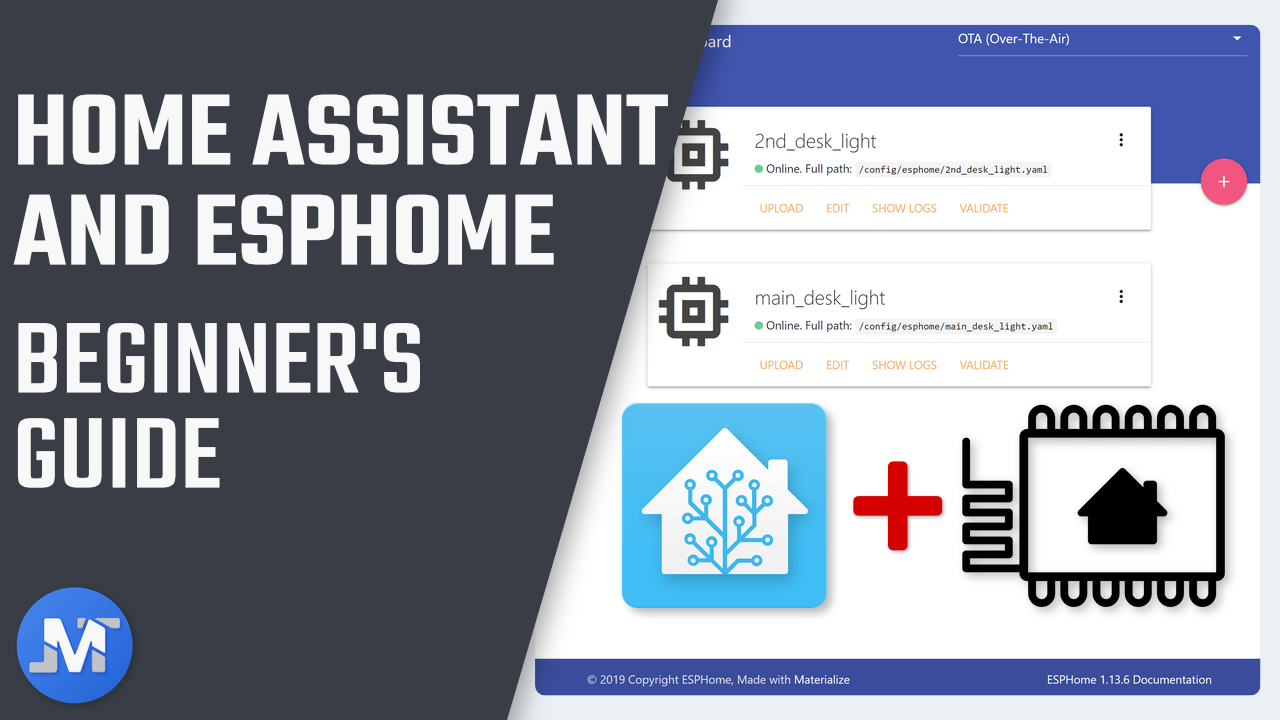 HOME ASSISTANT
AND ESPHOME
BEGINNER'S
GUIDE
OTA (Over-The-Air)
2nd_desk_light
Online. Full path: /config/esphome/2nd_desk_light.yaml
UPLOAD EDIT SHOW LOGS VALIDATE
+
main_desk_light
Online. Full path: /config/esphome/main_desk_light.yaml
UPLOAD EDIT SHOW LOGS VALIDATE
© 2019 Copyright ESPHome, Made with Materialize
ESPHome 1.13.6 Documentation